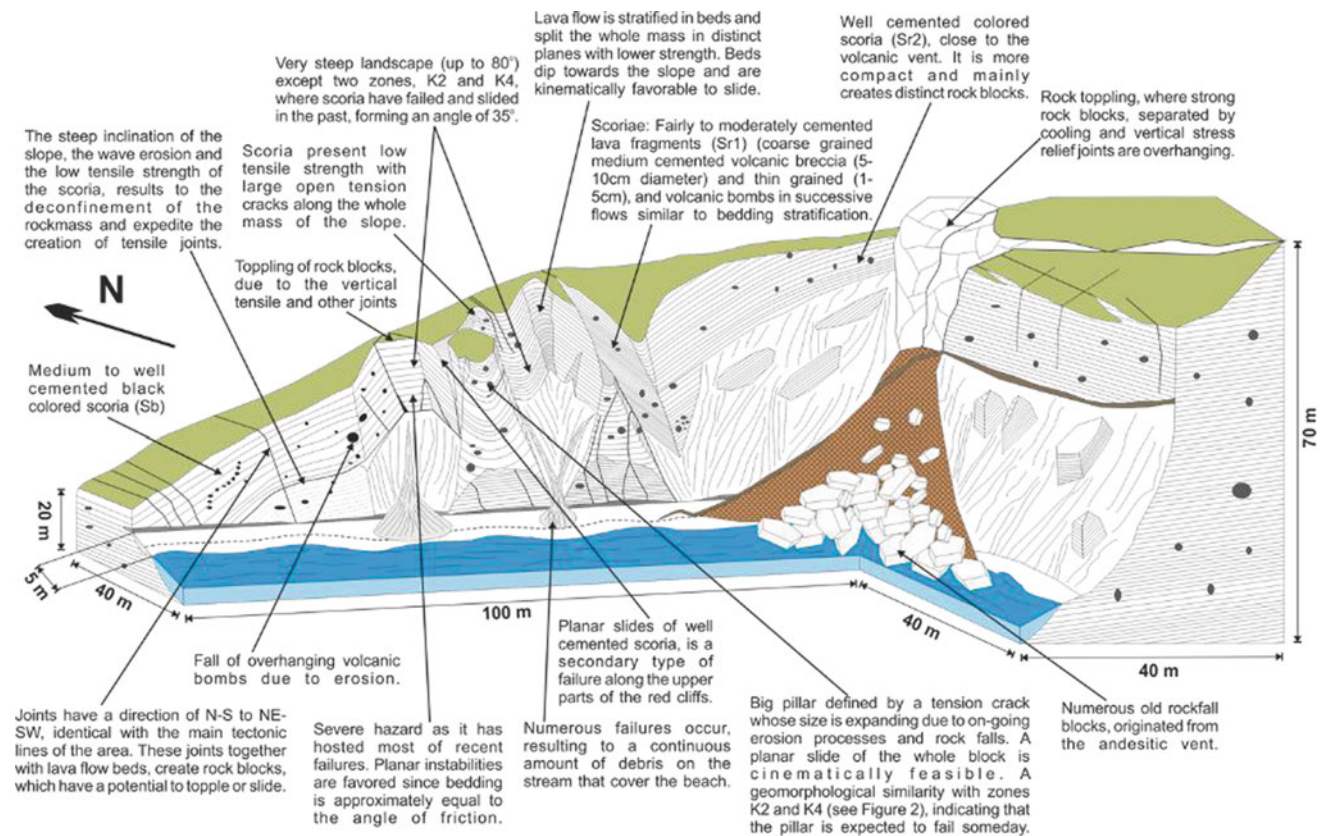 Lava flow is stratified in beds and
split the whole mass in distinct
planes with lower strength. Beds
dip towards the slope and are
kinematically favorable to slide.
Well cemented colored
scoria (Sr2), close to the
volcanic vent. It is more
compact and mainly
creates distinct rock blocks.
Very steep landscape (up to 80°)
except two zones, K2 and K4,
where scoria have failed and slided
in the past, forming an angle of 35°.
Rock toppling, where strong
rock blocks, separated by
cooling and vertical stress
relief joints are overhanging.
The steep inclination of the
slope, the wave erosion and
the low tensile strength of
the scoria, results to the
deconfinement of the
rockmass and expedite the
creation of tensile joints.
Scoria present low
tensile strength with
large open tension
cracks along the whole
mass of the slope.
Scoriae: Fairly to moderately cemented
lava fragments (Sr1) (coarse grained
medium cemented volcanic breccia (5-
10cm diameter) and thin grained (1-
5cm), and volcanic bombs in successive
flows similar to bedding stratification.
Toppling of rock blocks,
due to the vertical
tensile and other joints
N
Medium to well
cemented black
colored scoria (Sb)
70 m
20 m
5m
40 m
100 m
40 m
40 m
Fall of overhanging volcanic
bombs due to erosion.
Planar slides of well
cemented scoria, is a
secondary type of
failure along the upper
parts of the red cliffs.
Joints have a direction of N-S to NE-
SW, identical with the main tectonic
lines of the area. These joints together
with lava flow beds, create rock blocks,
which have a potential to topple or slide.
Severe hazard as it has
hosted most of recent
failures. Planar instabilities
are favored since bedding
is approximately equal to
the angle of friction.
Numerous failures occur,
resulting to a continuous
amount of debris on the
stream that cover the beach.
Big pillar defined by a tension crack
whose size is expanding due to on-going
erosion processes and rock falls. A
planar slide of the whole block is
cinematically feasible. A
geomorphological similarity with zones
K2 and K4 (see Figure 2), indicating that
the pillar is expected to fail someday.
Numerous old rockfall
blocks, originated from
the andesitic vent.